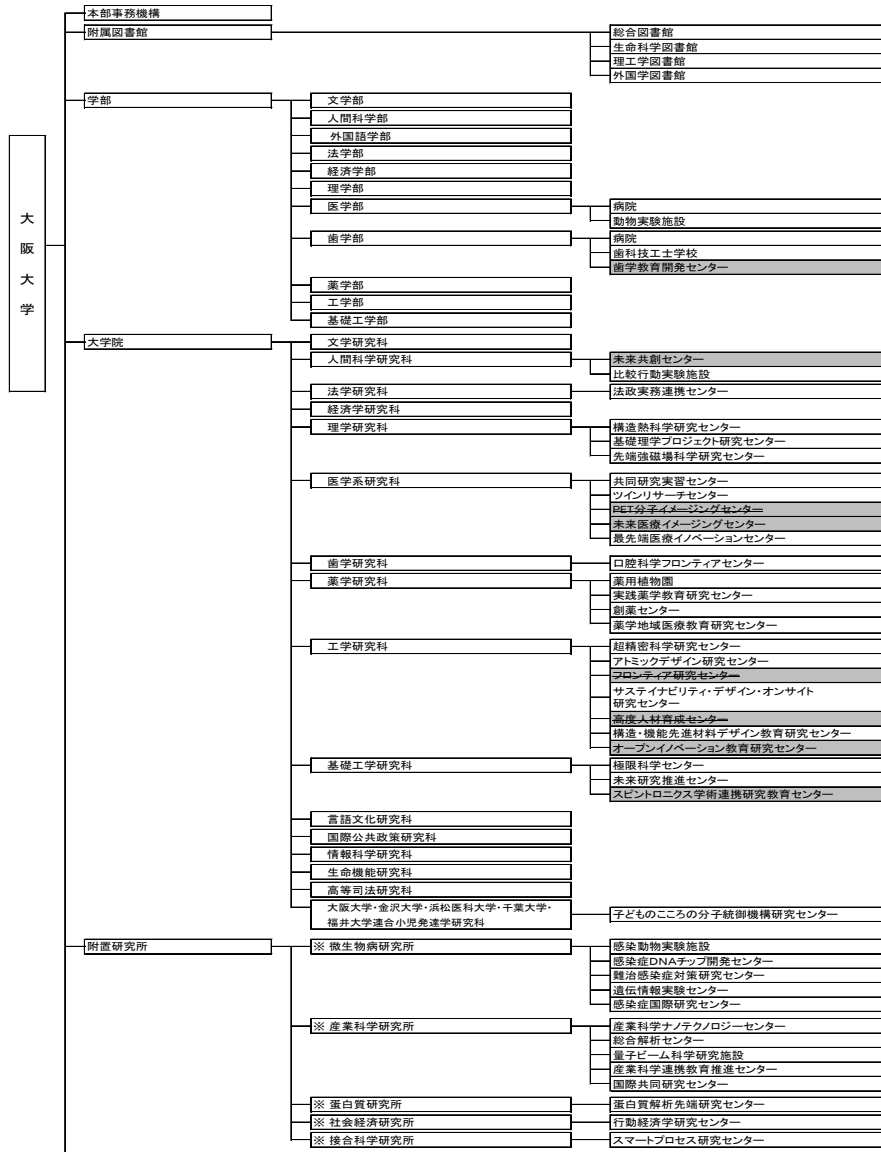 大阪大学
本部事務機構
附属図書館
総合図書館
生命科学図書館
理工学図書館
外国学図書館
学部
文学部
人間科学部
外国語学部
法学部
経済学部
理学部
医学部
病院
動物実験施設
歯学部
病院
歯科技工士学校
歯学教育開発センター
薬学部
工学部
基礎工学部
大学院
文学研究科
人間科学研究科
未来共創センター
比較行動実験施設
法学研究科
法政実務連携センター
経済学研究科
理学研究科
構造熱科学研究センター
基礎理学プロジェクト研究センター
先端強磁場科学研究センター
医学系研究科
共同研究実習センター
ツインリサーチセンター
PET分子イメージングセンター
未来医療イメージングセンター
最先端医療イノベーションセンター
歯学研究科
口腔科学フロンティアセンター
薬学研究科
薬用植物園
実践薬学教育研究センター
創薬センター
薬学地域医療教育研究センター
工学研究科
超精密科学研究センター
アトミックデザイン研究センター
フロンティア研究センター
サステイナビリティ・デザイン・オンサイト
研究センター
高度人材育成センター
構造・機能先進材料デザイン教育研究センター
オープンイノベーション教育研究センター
基礎工学研究科
極限科学センター
未来研究推進センター
スピントロニクス学術連携研究教育センター
言語文化研究科
国際公共政策研究科
情報科学研究科
生命機能研究科
高等司法研究科
大阪大学・金沢大学・浜松医科大学・千葉大学・
福井大学連合小児発達学研究科
子どものこころの分子統御機構研究センター
附置研究所
※ 微生物病研究所
感染動物実験施設
感染症DNAチップ開発センター
難治感染症対策研究センター
遺伝情報実験センター
感染症国際研究センター
※ 産業科学研究所
産業科学ナノテクノロジーセンター
総合解析センター
量子ビーム科学研究施設
産業科学連携教育推進センター
国際共同研究センター
※ 蛋白質研究所
蛋白質解析先端研究センター
※ 社会経済研究所
行動経済学研究センター
※ 接合科学研究所
スマートプロセス研究センター